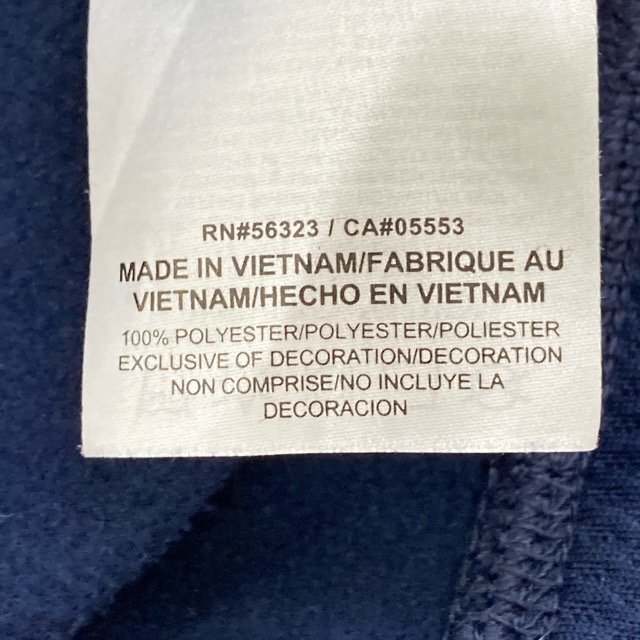 RN#56323 / CA#05553
MADE IN VIETNAM/FABRIQUE AU
VIETNAM/HECHO EN VIETNAM
100% POLYESTER/POLYESTER/POLIESTER
EXCLUSIVE OF DECORATION/DECORATION
NON COMPRISE/NO INCLUYE LA
DECORACION